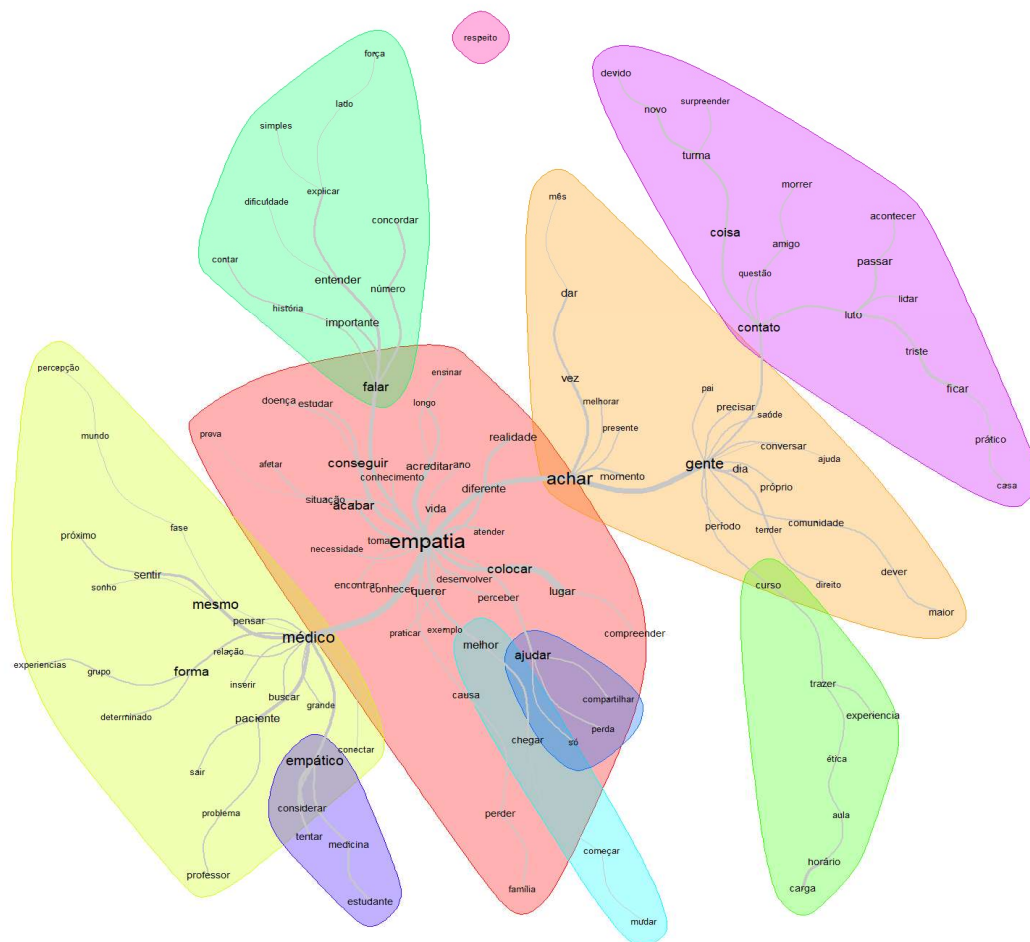 respeito
força
lado
simples
explicar
dificuldade
concordar
contar
entender
número
história
importante
falar
devido
surpreender
novo
turma
morrer
acontecer
coisa
amigo
passar
questão
lidar
contato
luto
triste
ficar
prático
casa
mês
dar
vez
melhorar
presente
achar
momento
pai
precisar
saúde
conversar
gente
dia
ajuda
próprio
período
tender
comunidade
curso
direito
dever
maior
trazer
experiencia
ética
aula
horário
carga
ensinar
doença
estudar
longo
prova
realidade
afetar
conseguir
acreditar
ano
conhecimento
diferente
situação
acabar
vida
toma
empatia
atender
necessidade
colocar
encontrar
conhecer
querer
desenvolver
perceber
lugar
praticar
exemplo
compreender
melhor
ajudar
causa
compartilhar
perda
chegar
só
perder
começar
família
mudar
percepção
mundo
fase
próximo
sentir
sonho
mesmo
pensar
médico
experiencias
grupo
forma
relação
inserir
determinado
buscar
grande
paciente
conectar
sair
empático
problema
considerar
tentar
medicina
professor
estudante